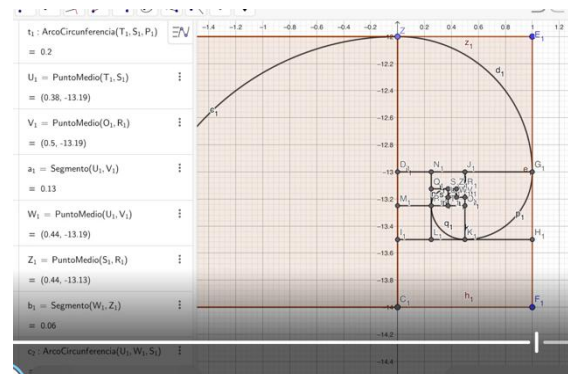 t₁ : ArcoCircunferencia(T₁, S₁, P₁)
= 0.2
U₁ = PuntoMedio(T₁, S₁)
= (0.38, -13.19)
V₁ = PuntoMedio(O₁, R₁)
= (0.5, -13.19)
a₁ = Segmento(U₁, V₁)
= 0.13
W₁ = PuntoMedio(U₁, V₁)
= (0.44, -13.19)
Z₁ = PuntoMedio(S₁, R₁)
= (0.44, -13.13)
b₁ = Segmento(W₁, Z₁)
= 0.06
c₂ : ArcoCircunferencia(U₁, W₁, S₁)
-1.4 -1.2 -1 -0.8 -0.6 -0.4 -0.2 0 0.2 0.4 0.6 0.8 1 1.2
-12 Z E₁
z₁
-12.2
d₁
-12.4
c₁
-12.6
-12.8
-13 D₁ N₁ J₁ e G₁
-13.2 M₁
q₁ p₁
-13.4
I₁ L₁ K₁ H₁
-13.6
-13.8
h₁
-14 C₁ F₁
-14.4